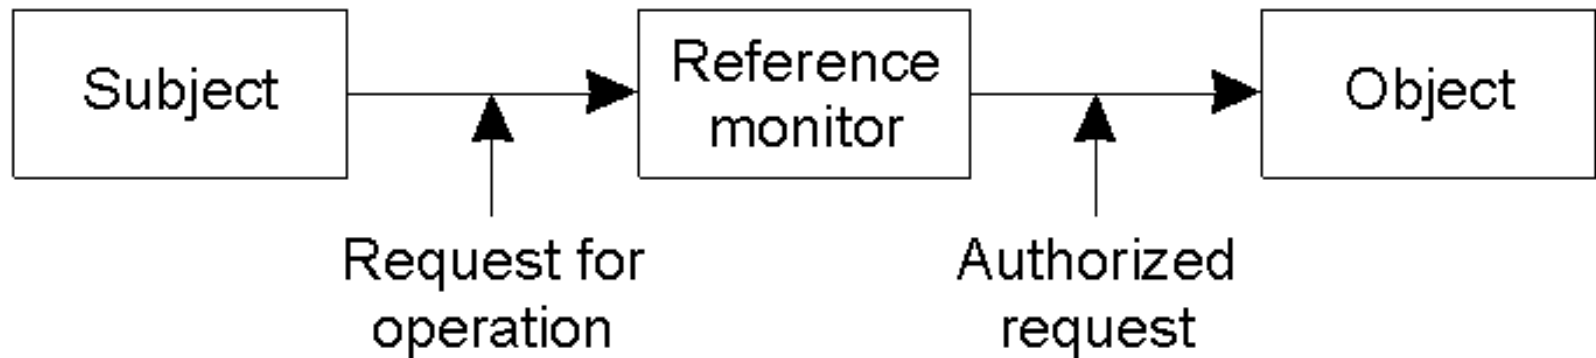 Subject
Reference
monitor
Object
Request for
operation
Authorized
request